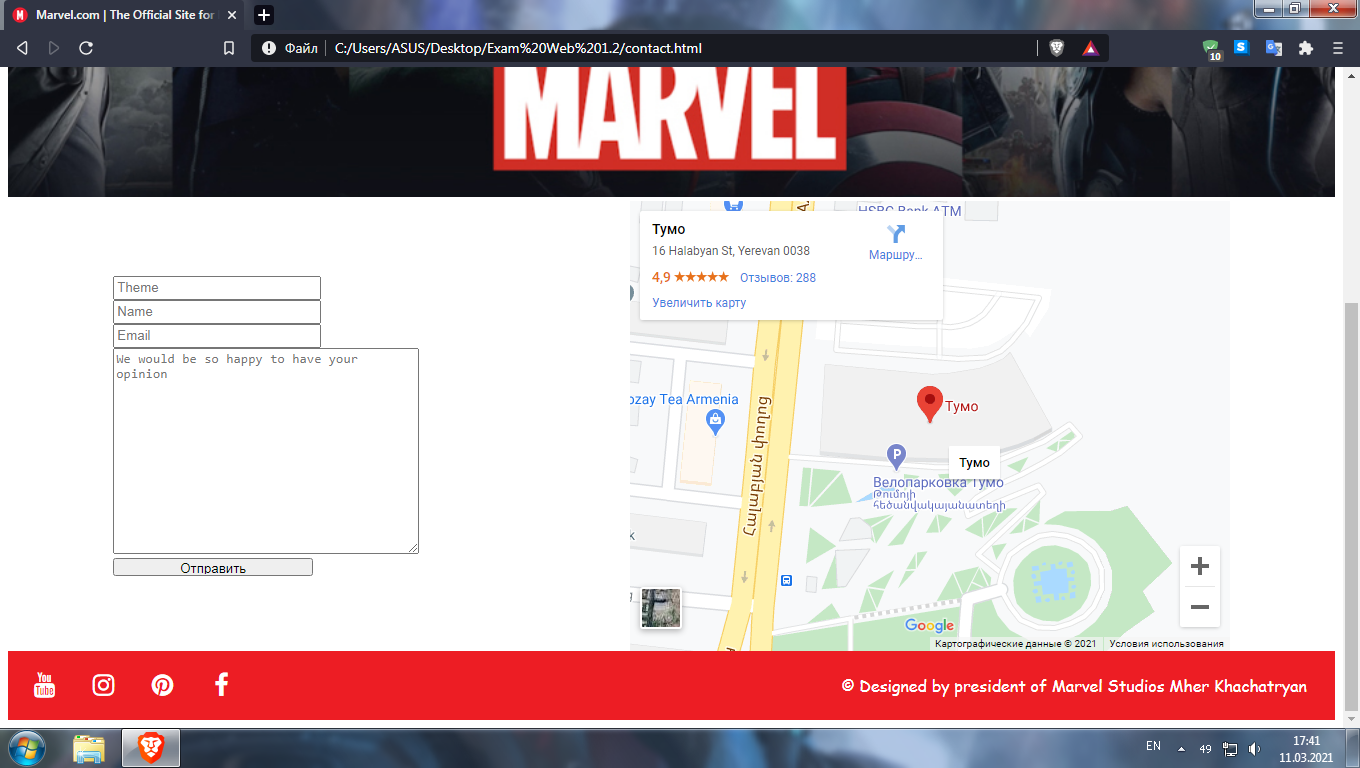 Marvel.com | The Official Site for
Файл
C:/Users/ASUS/Desktop/Exam%20Web%201.2/contact.html
10
MARVEL
HSBC Bank ATM
Тумо
16 Halabyan St, Yerevan 0038
4,9
Отзывов: 288
Увеличить карту
Маршру...
Theme
Name
Email
We would be so happy to have your
opinion
Отправить
ozay Tea Armenia
Հալաբյան փողոց
Тумо
P
Тумо
Велопарковка Тумо
Թումոյի
հեծանվակայանատեղի
k
Google
Картографические данные © 2021
Условия использования
You
Tube
© Designed by president of Marvel Studios Mher Khachatryan
EN
49
17:41
11.03.2021